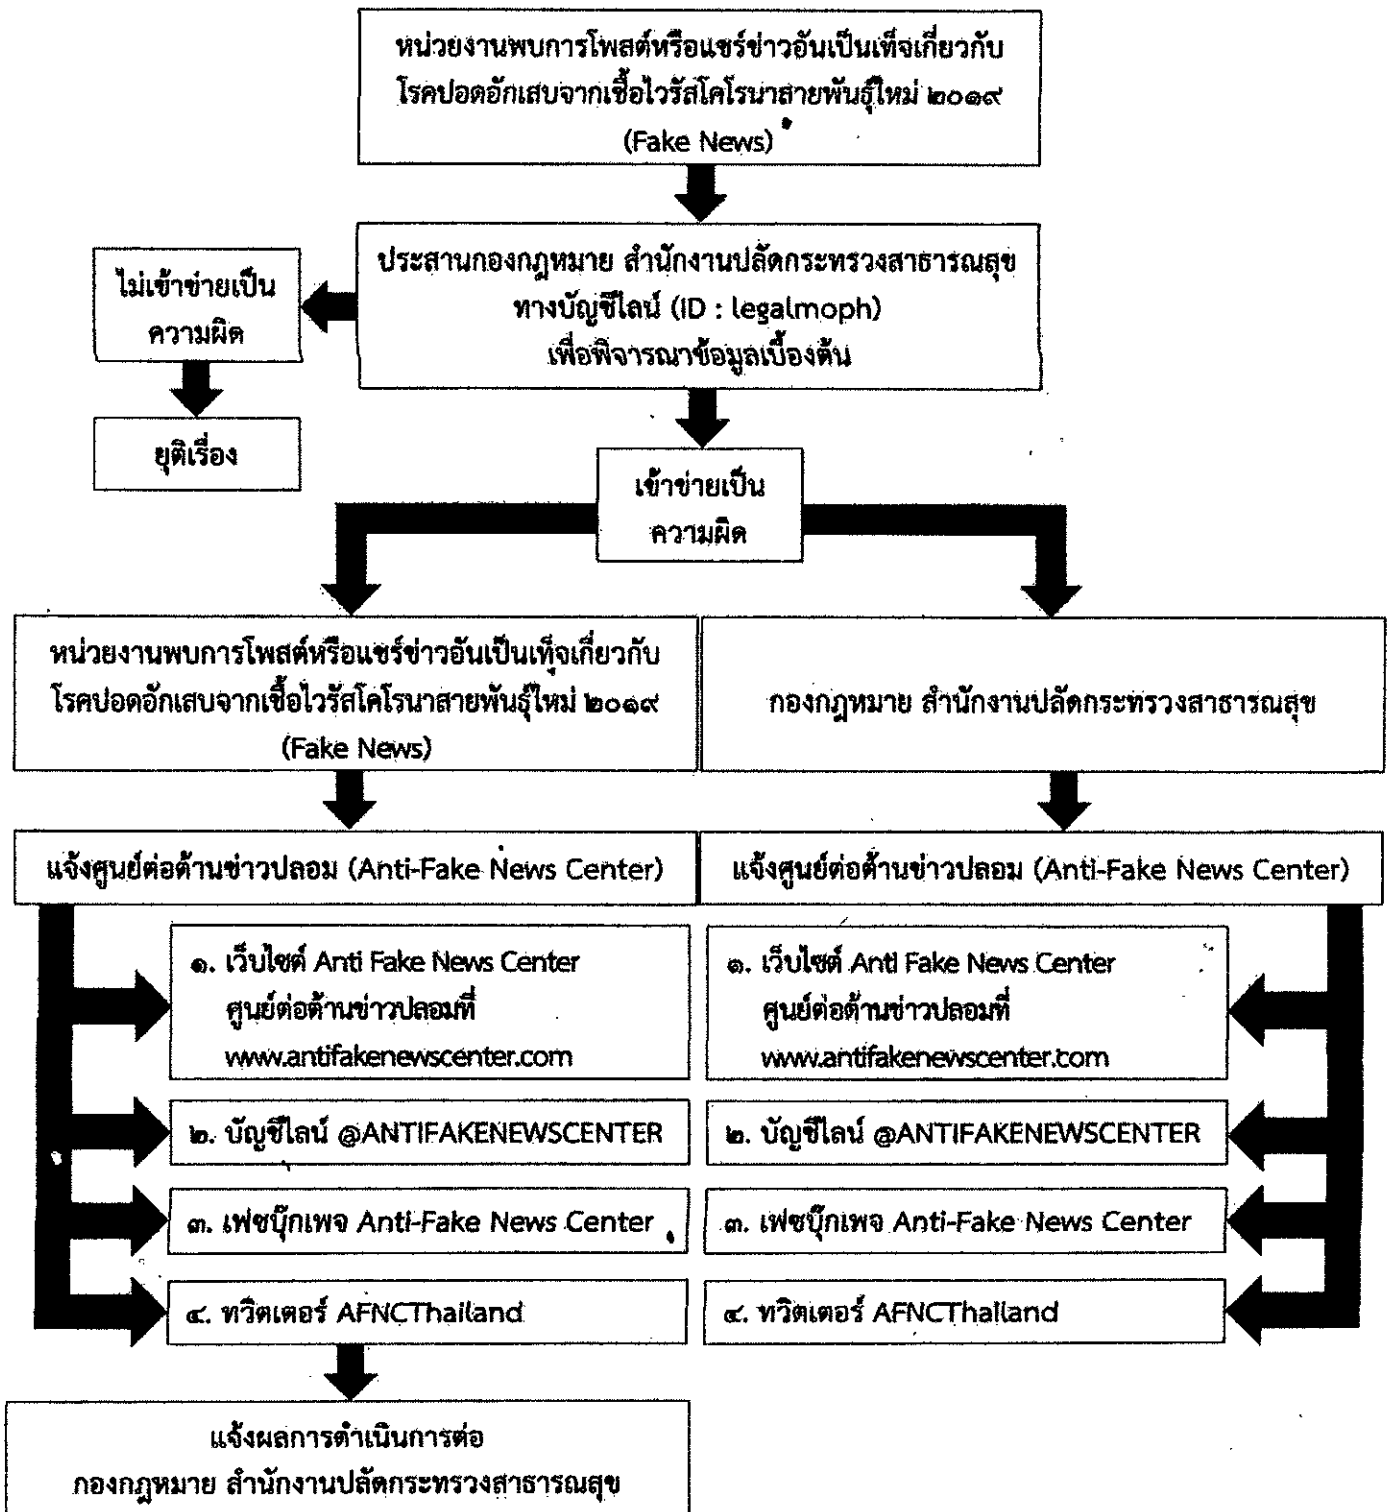 หน่วยงานพบการโพสต์หรือแชร์ข่าวอันเป็นเท็จเกี่ยวกับ
โรคปอดอักเสบจากเชื้อไวรัสโคโรนาสายพันธุ์ใหม่ ๒๐๑๙
(Fake News)
ประสานกองกฎหมาย สำนักงานปลัดกระทรวงสาธารณสุข
ทางบัญชีไลน์ (ID : legalmoph)
เพื่อพิจารณาข้อมูลเบื้องต้น
ไม่เข้าข่ายเป็น
ความผิด
ยุติเรื่อง
เข้าข่ายเป็น
ความผิด
หน่วยงานพบการโพสต์หรือแชร์ข่าวอันเป็นเท็จเกี่ยวกับ
โรคปอดอักเสบจากเชื้อไวรัสโคโรนาสายพันธุ์ใหม่ ๒๐๑๙
(Fake News)
กองกฎหมาย สำนักงานปลัดกระทรวงสาธารณสุข
แจ้งศูนย์ต่อต้านข่าวปลอม (Anti-Fake News Center)
แจ้งศูนย์ต่อต้านข่าวปลอม (Anti-Fake News Center)
๑. เว็บไซต์ Anti Fake News Center
ศูนย์ต่อต้านข่าวปลอมที่
www.antifakenewscenter.com
๒. บัญชีไลน์ @ANTIFAKENEWSCENTER
๓. เฟซบุ๊กเพจ Anti-Fake News Center
๔. ทวิตเตอร์ AFNCThailand
๑. เว็บไซต์ Anti Fake News Center
ศูนย์ต่อต้านข่าวปลอมที่
www.antifakenewscenter.com
๒. บัญชีไลน์ @ANTIFAKENEWSCENTER
๓. เฟซบุ๊กเพจ Anti-Fake News Center
๔. ทวิตเตอร์ AFNCThailand
แจ้งผลการดำเนินการต่อ
กองกฎหมาย สำนักงานปลัดกระทรวงสาธารณสุข